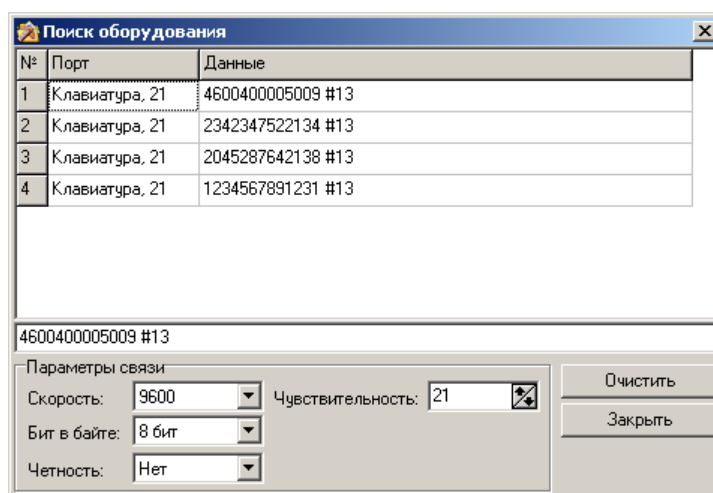 Поиск оборудования
№ Порт Данные
1 Клавиатура, 21 4600400005009 #13
2 Клавиатура, 21 2342347522134 #13
3 Клавиатура, 21 2045287642138 #13
4 Клавиатура, 21 1234567891231 #13
4600400005009 #13
Параметры связи
Скорость: 9600 Чувствительность: 21 Очистить
Бит в байте: 8 бит Закрыть
Четность: Нет